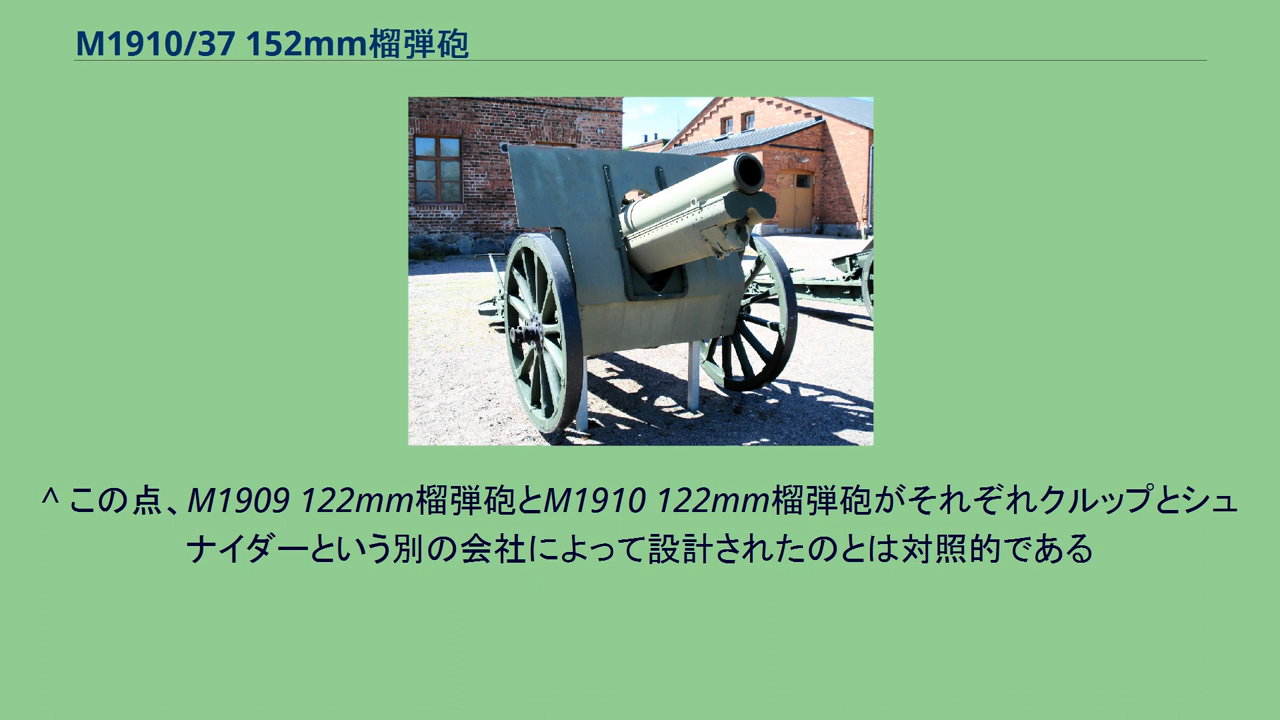 M1910/37 152mm榴弾砲
^ この点、M1909 122mm榴弾砲とM1910 122mm榴弾砲がそれぞれクルップとシュ
ナイダーという別の会社によって設計されたのとは対照的である